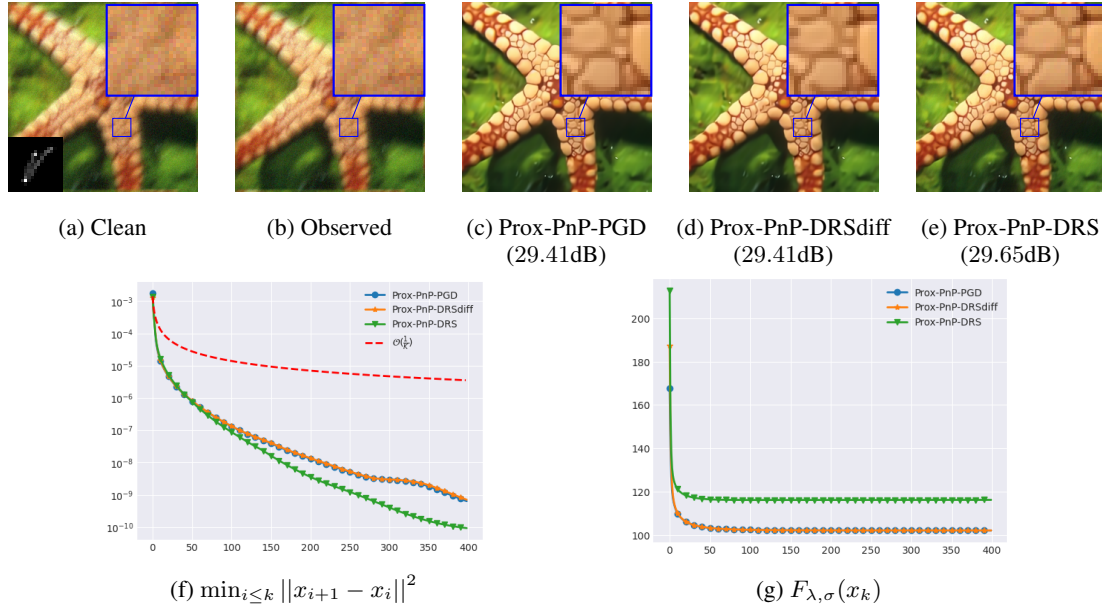 (a) Clean
(b) Observed
(c) Prox-PnP-PGD
(29.41dB)
(d) Prox-PnP-DRSdiff
(29.41dB)
(e) Prox-PnP-DRS
(29.65dB)
Prox-PnP-PGD
Prox-PnP-DRSdiff
Prox-PnP-DRS
𝒪(1/K)
10⁻³
10⁻⁴
10⁻⁵
10⁻⁶
10⁻⁷
10⁻⁸
10⁻⁹
10⁻¹⁰
0 50 100 150 200 250 300 350 400
(f) min_{i≤k} ||x_{i+1} − x_i||²
Prox-PnP-PGD
Prox-PnP-DRSdiff
Prox-PnP-DRS
200
180
160
140
120
100
0 50 100 150 200 250 300 350 400
(g) F_{λ,σ}(x_k)